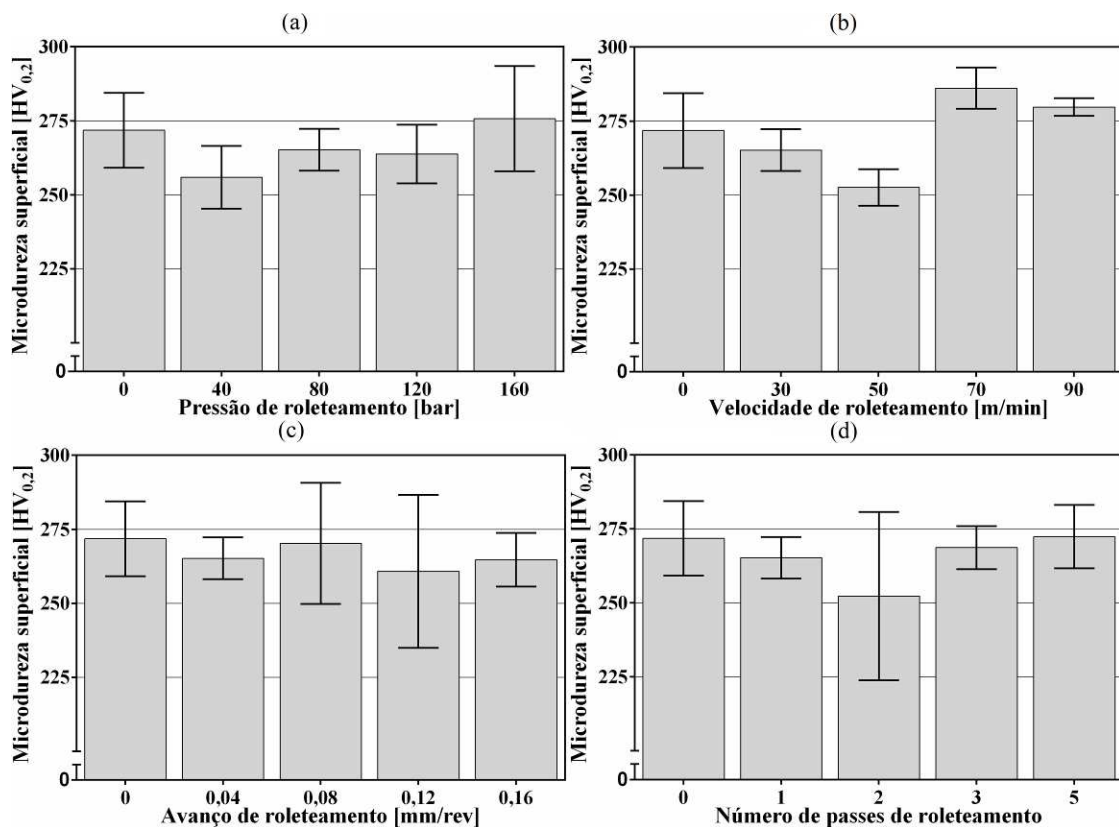 (a)
Microdureza superficial [HV0,2]
300
275
250
225
0
0 40 80 120 160
Pressão de roleteamento [bar]
(b)
Microdureza superficial [HV0,2]
300
275
250
225
0
0 30 50 70 90
Velocidade de roleteamento [m/min]
(c)
Microdureza superficial [HV0,2]
300
275
250
225
0
0 0,04 0,08 0,12 0,16
Avanço de roleteamento [mm/rev]
(d)
Microdureza superficial [HV0,2]
300
275
250
225
0
0 1 2 3 5
Número de passes de roleteamento